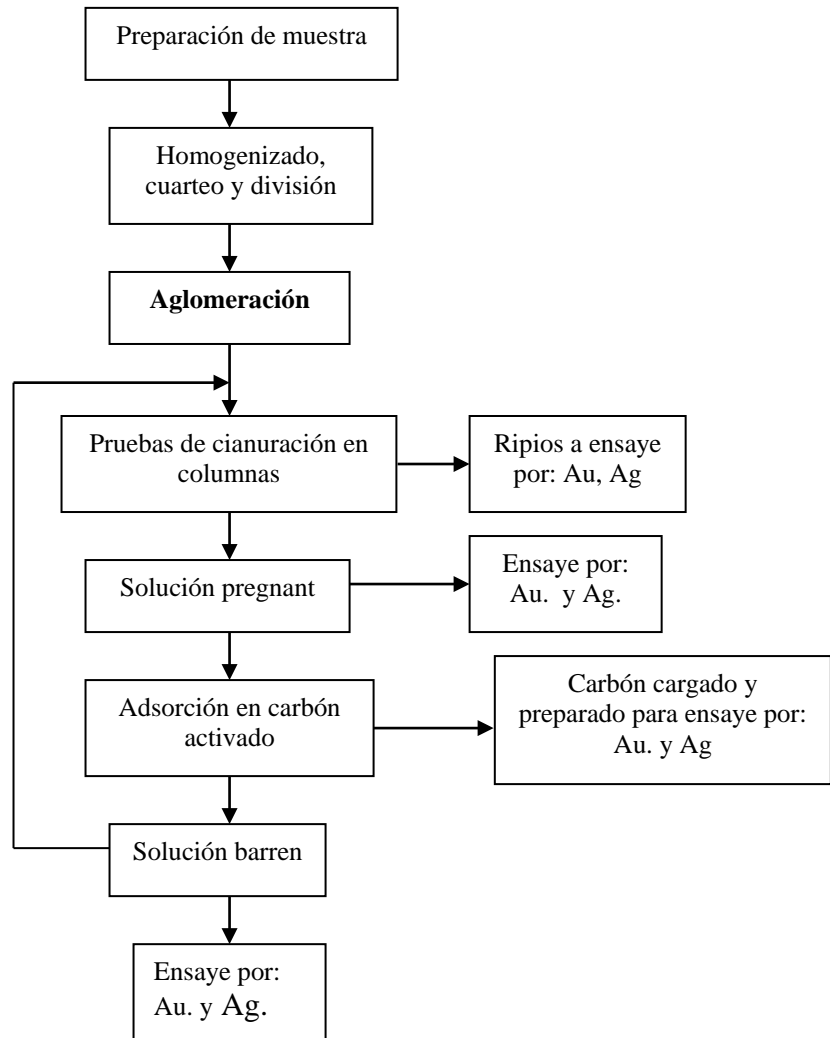 Preparación de muestra
Homogenizado,
cuarteo y división
Aglomeración
Pruebas de cianuración en
columnas
Ripios a ensaye
por: Au, Ag
Solución pregnant
Ensaye por:
Au. y Ag.
Adsorción en carbón
activado
Carbón cargado y
preparado para ensaye por:
Au. y Ag
Solución barren
Ensaye por:
Au. y Ag.